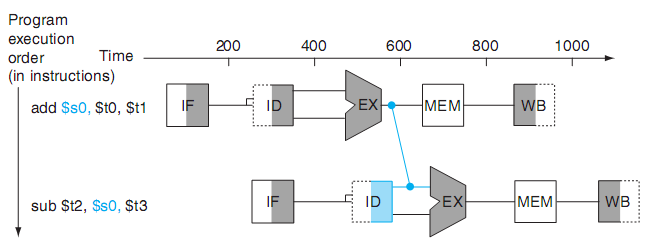 Program
execution
order
(in instructions)
Time
200 400 600 800 1000
add $s0, $t0, $t1
IF ID EX MEM WB
sub $t2, $s0, $t3
IF ID EX MEM WB